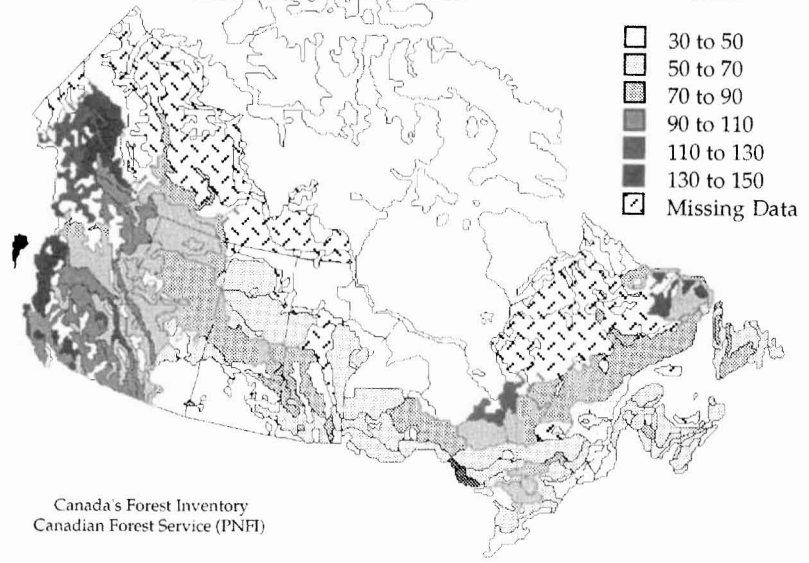 30 to 50
50 to 70
70 to 90
90 to 110
110 to 130
130 to 150
Missing Data
Canada's Forest Inventory
Canadian Forest Service (PNFI)